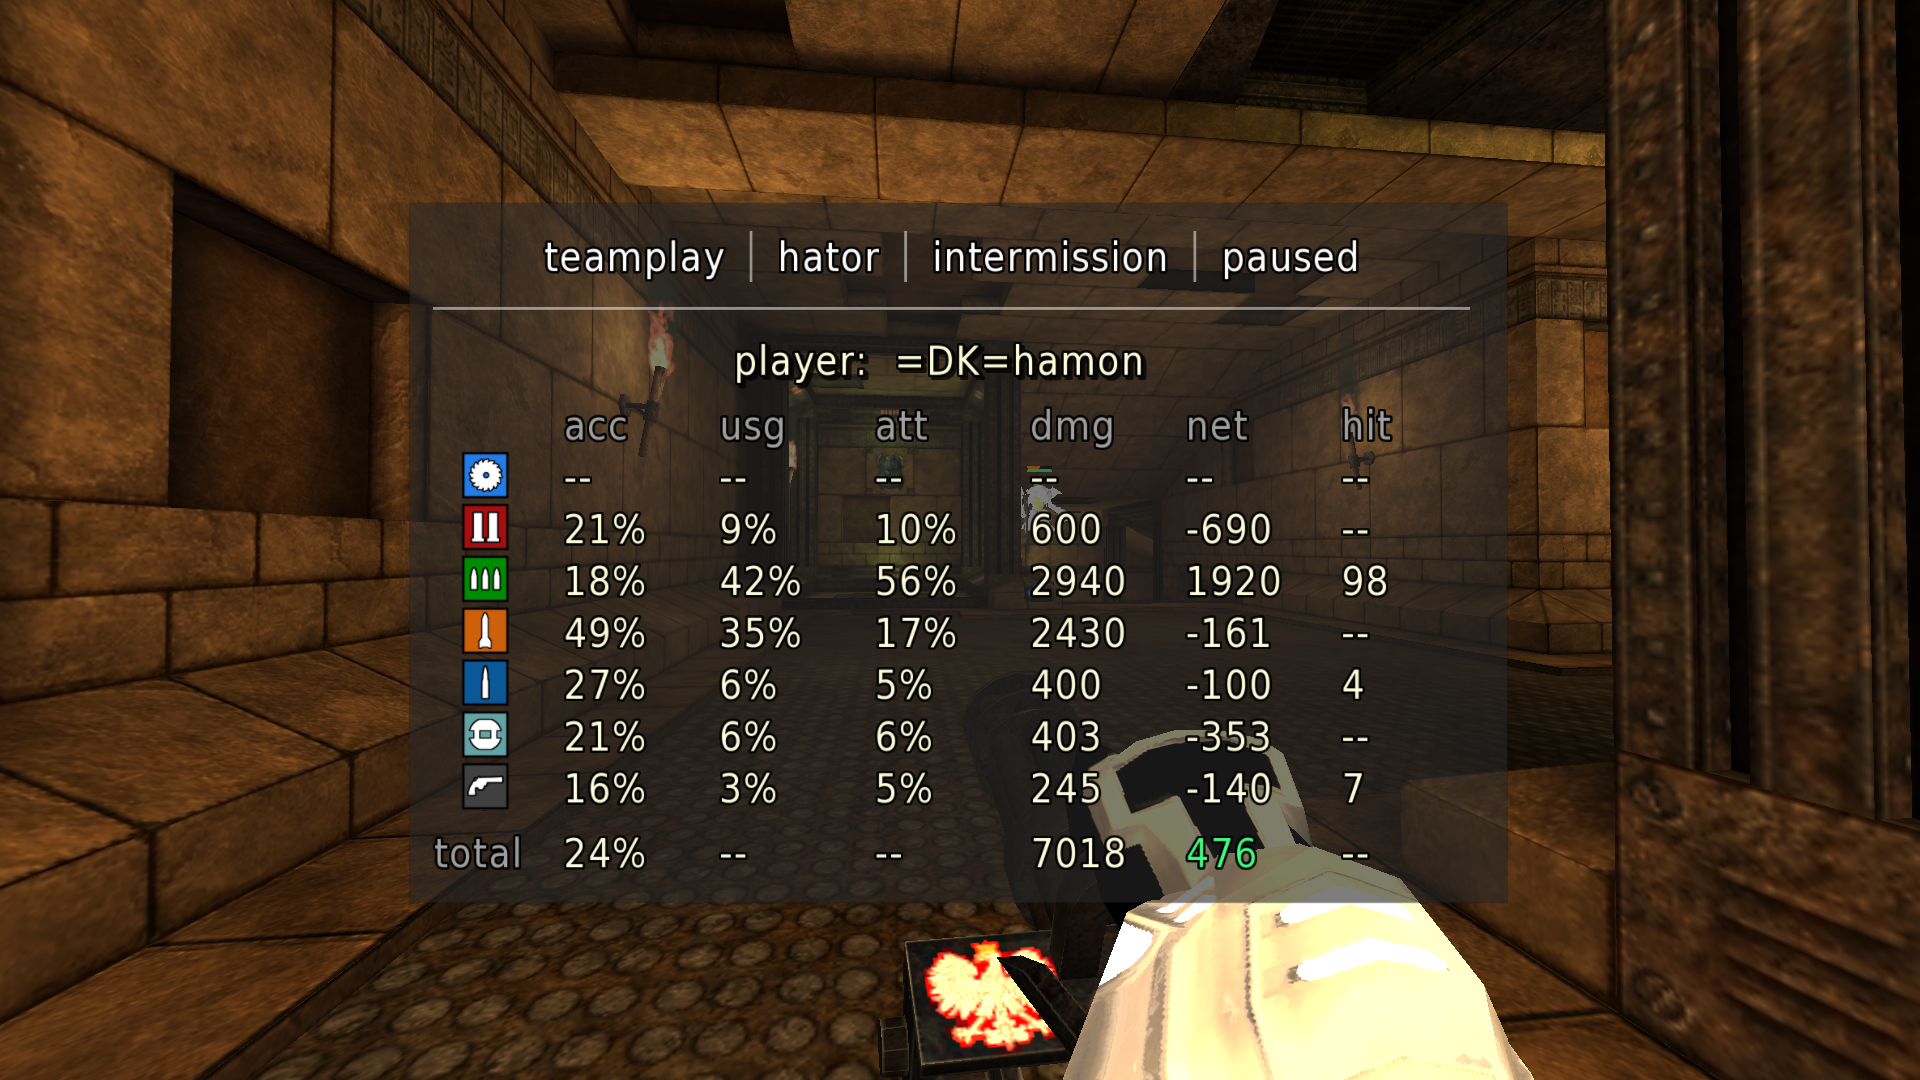 teamplay | hator | intermission | paused
player: =DK=hamon
acc usg att dmg net hit
-- -- -- -- -- --
21% 9% 10% 600 -690 --
18% 42% 56% 2940 1920 98
49% 35% 17% 2430 -161 --
27% 6% 5% 400 -100 4
21% 6% 6% 403 -353 --
16% 3% 5% 245 -140 7
total 24% -- -- 7018 476 --